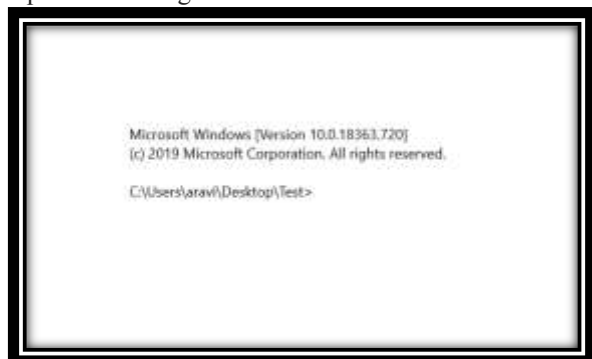 Microsoft Windows [Version 10.0.18363.720]
(c) 2019 Microsoft Corporation. All rights reserved.
C:\Users\aravi\Desktop\Test>